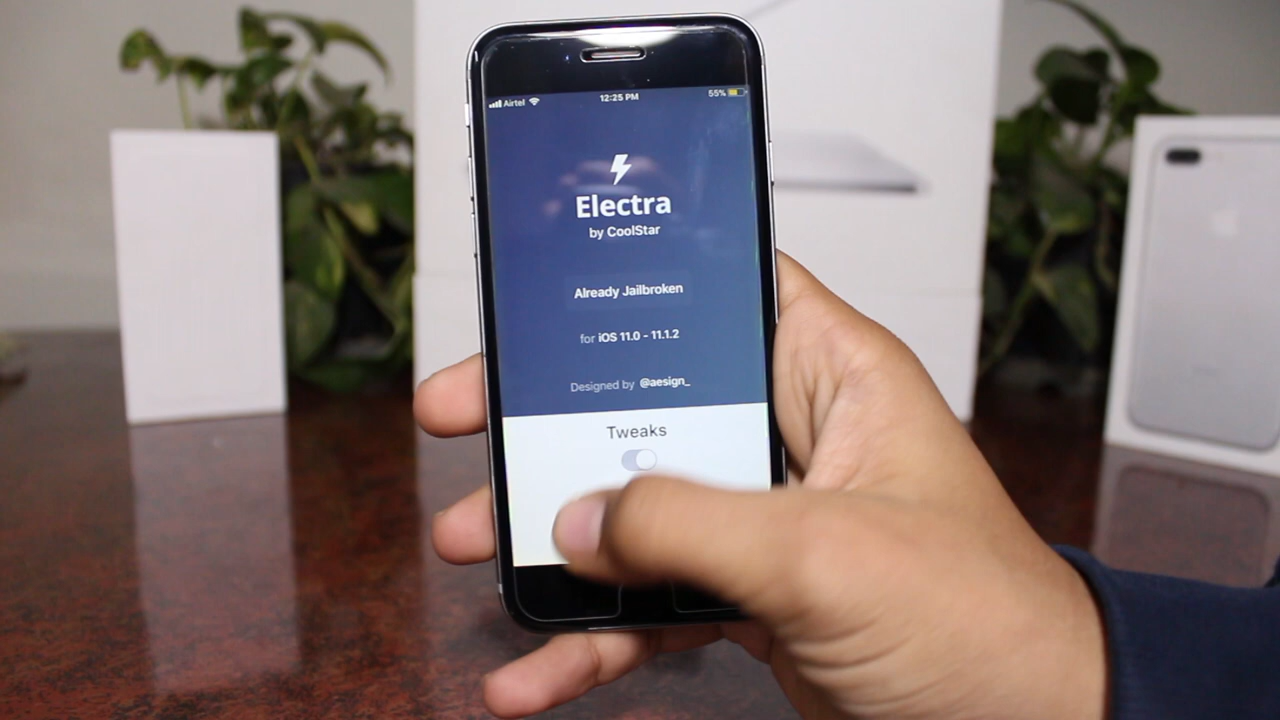 Airtel 12:25 PM 55%
Electra
by CoolStar
Already Jailbroken
for iOS 11.0 - 11.1.2
Designed by @aesign_
Tweaks